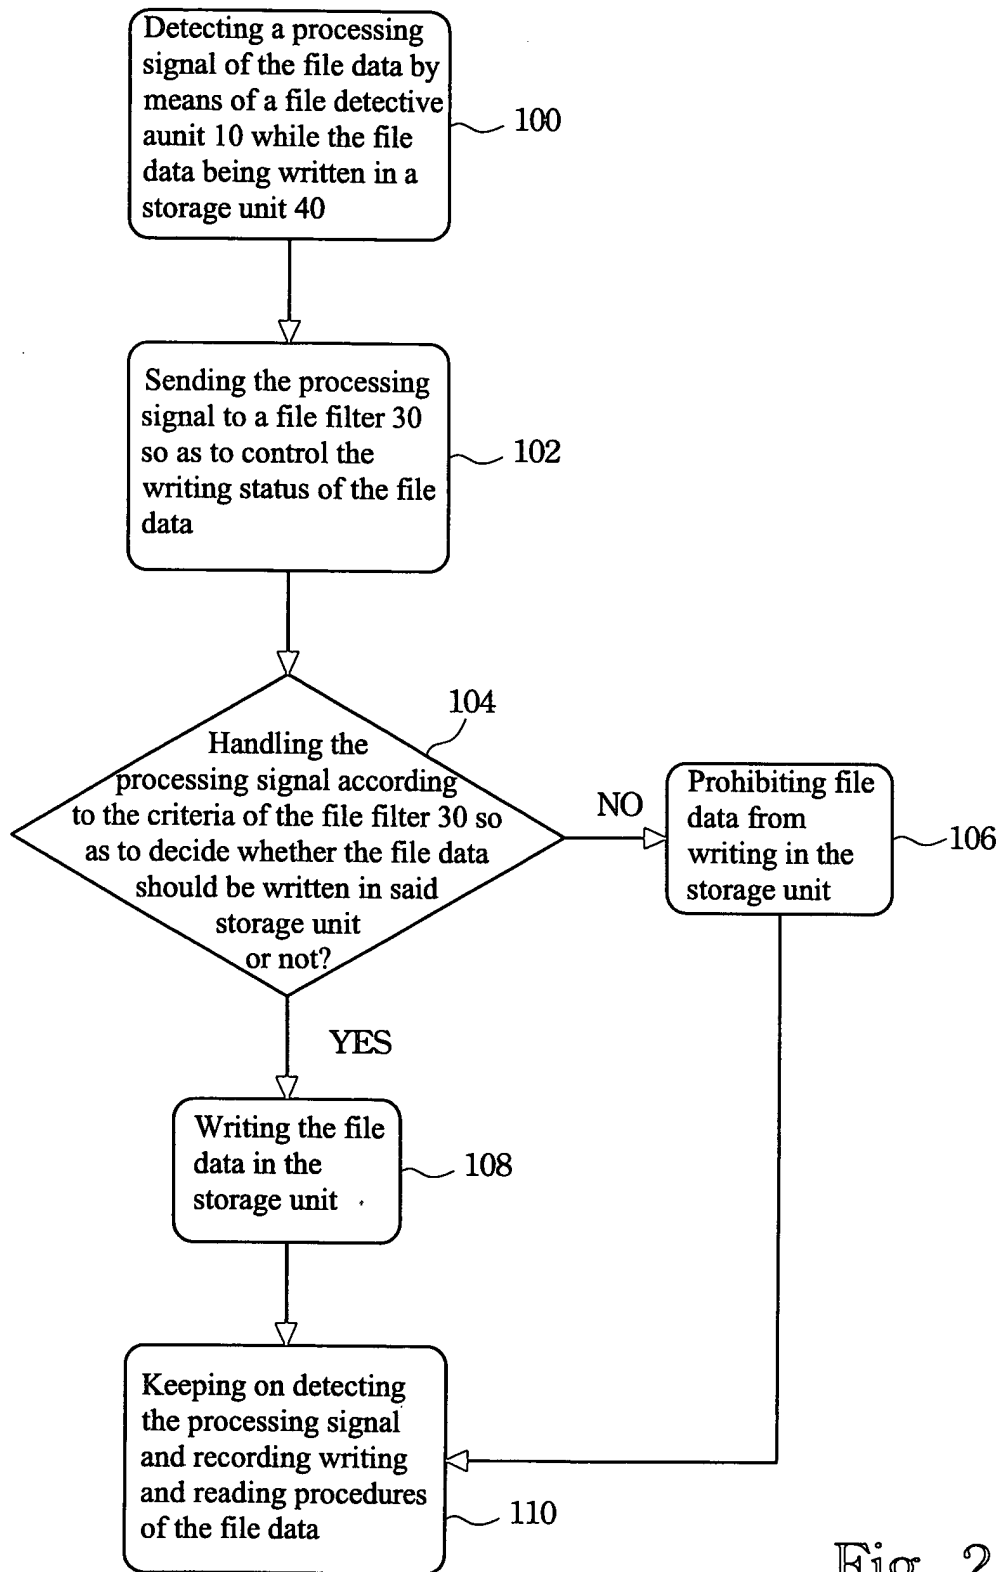 Detecting a processing
signal of the file data by
means of a file detective
aunit 10 while the file
data being written in a
storage unit 40
100
Sending the processing
signal to a file filter 30
so as to control the
writing status of the file
data
102
104
Handling the
processing signal according
to the criteria of the file filter 30 so
as to decide whether the file data
should be written in said
storage unit
or not?
NO
Prohibiting file
data from
writing in the
storage unit
106
YES
Writing the file
data in the
storage unit
108
Keeping on detecting
the processing signal
and recording writing
and reading procedures
of the file data
110
Fig. 2